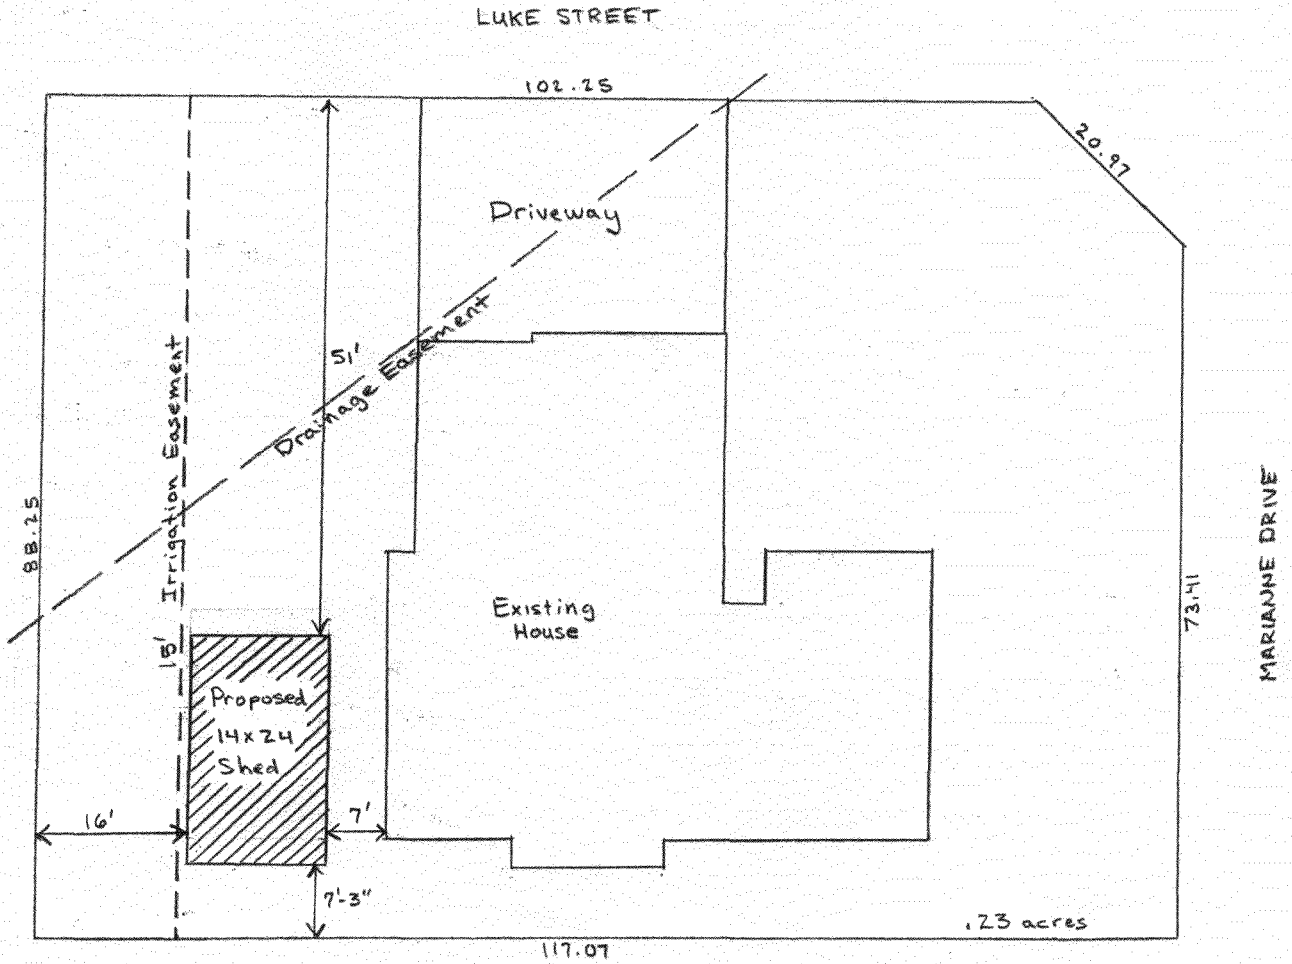 LUKE STREET
102.25
20.97
Driveway
51'
Drainage Easement
Irrigation Easement
15'
88.25
73.41
MARIANNE DRIVE
Existing
House
Proposed
14x24
Shed
16'
7'
7'-3"
.23 acres
117.07